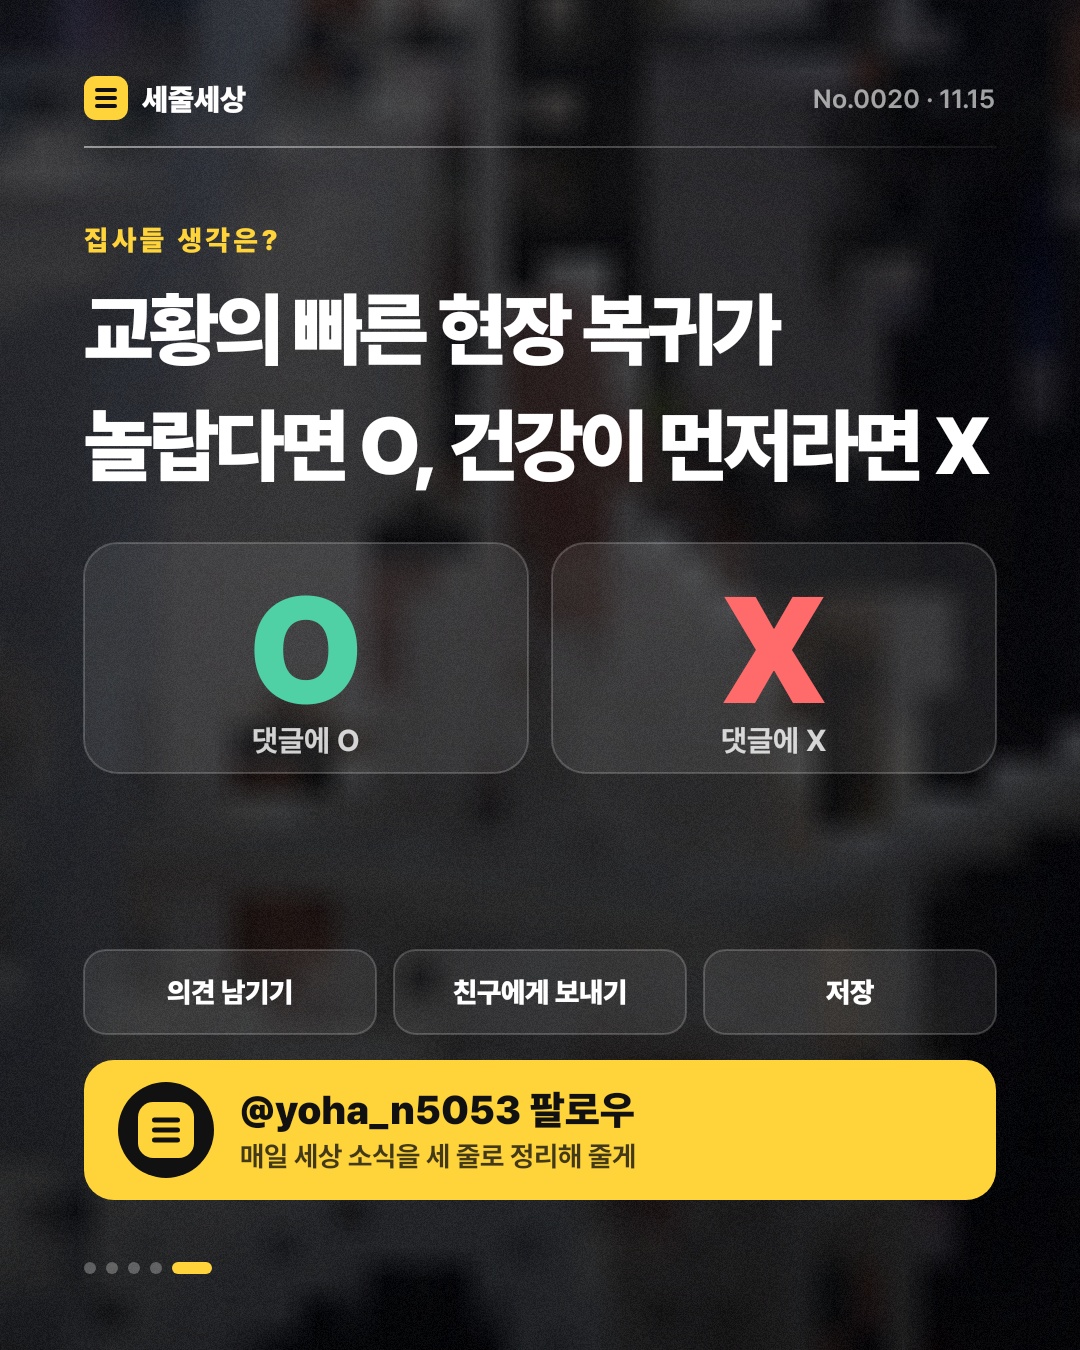 세줄세상
No.0020 · 11.15
집사들 생각은?
교황의 빠른 현장 복귀가
놀랍다면 O, 건강이 먼저라면 X
O
댓글에 O
X
댓글에 X
의견 남기기
친구에게 보내기
저장
@yoha_n5053 팔로우
매일 세상 소식을 세 줄로 정리해 줄게